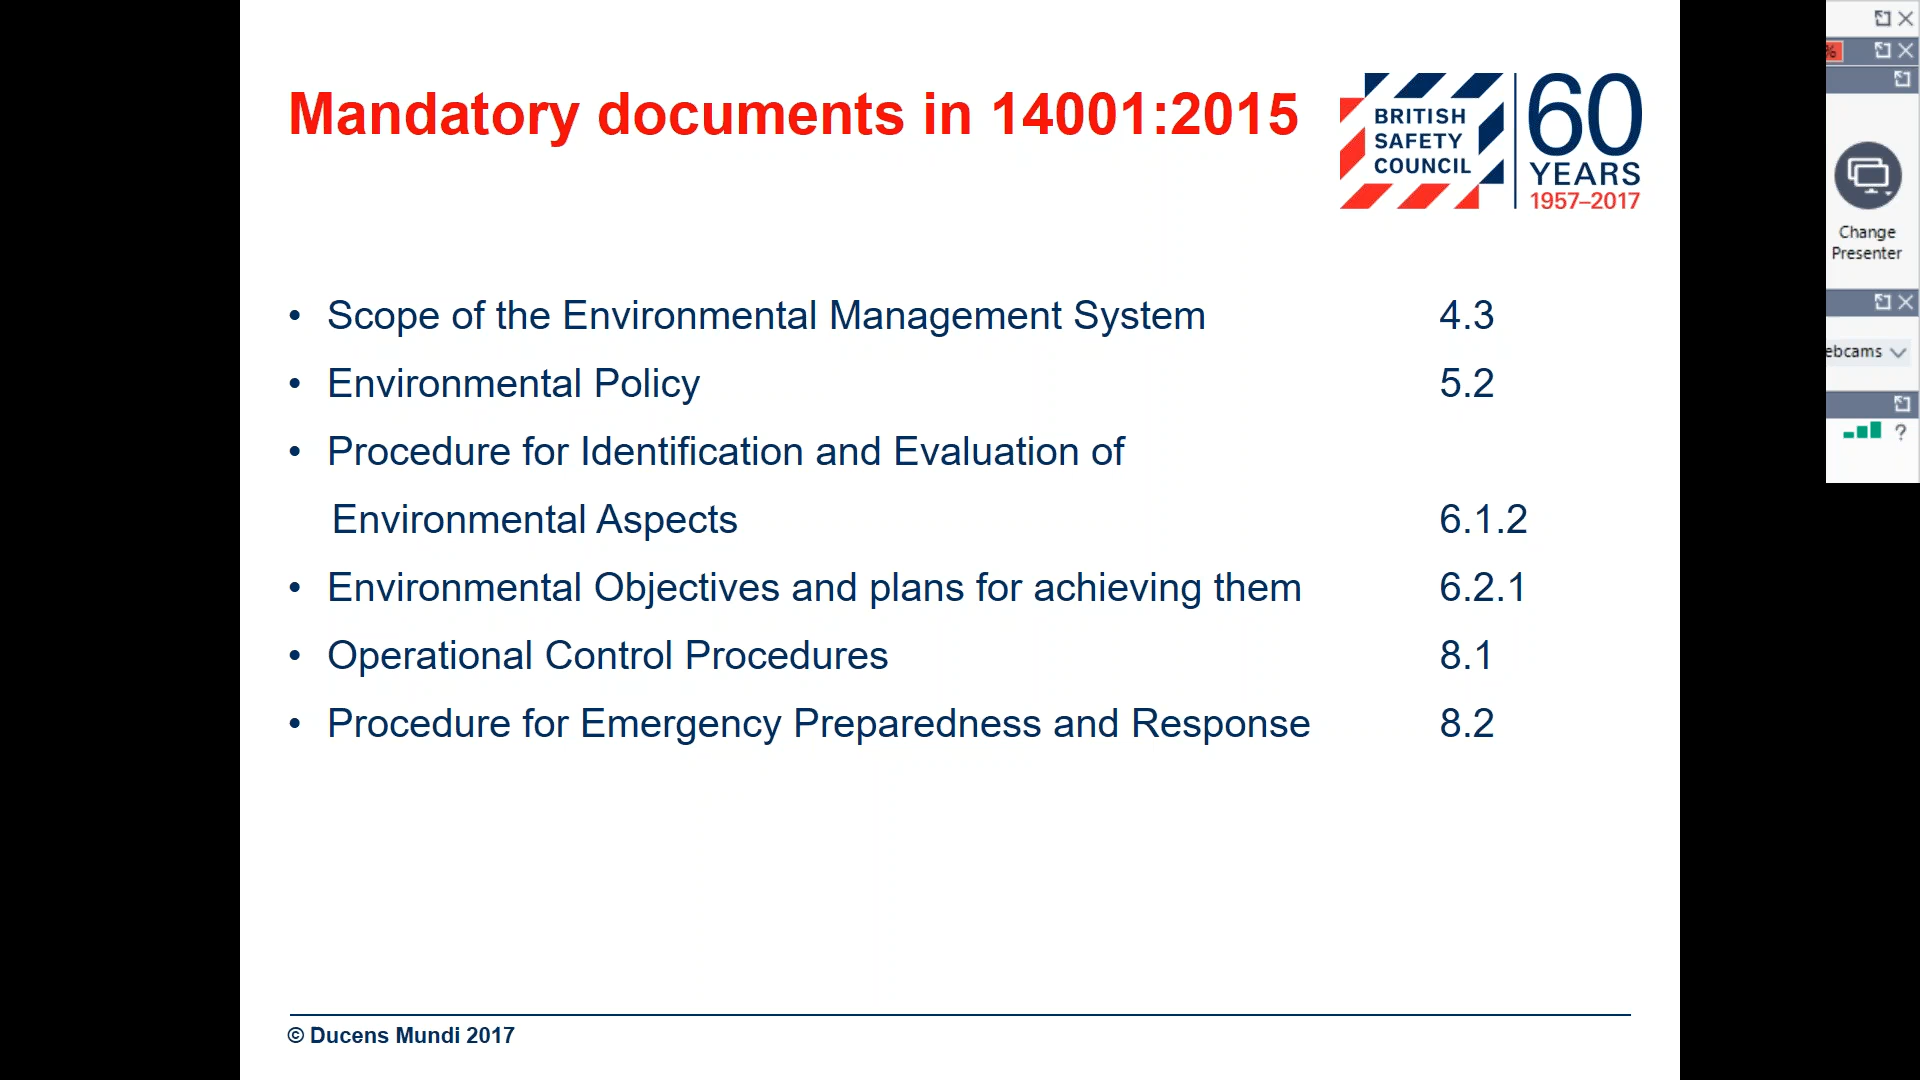 Mandatory documents in 14001:2015
BRITISH
SAFETY
COUNCIL
60
YEARS
1957–2017
• Scope of the Environmental Management System 4.3
• Environmental Policy 5.2
• Procedure for Identification and Evaluation of
Environmental Aspects 6.1.2
• Environmental Objectives and plans for achieving them 6.2.1
• Operational Control Procedures 8.1
• Procedure for Emergency Preparedness and Response 8.2
© Ducens Mundi 2017
%
Change
Presenter
ebcams
?